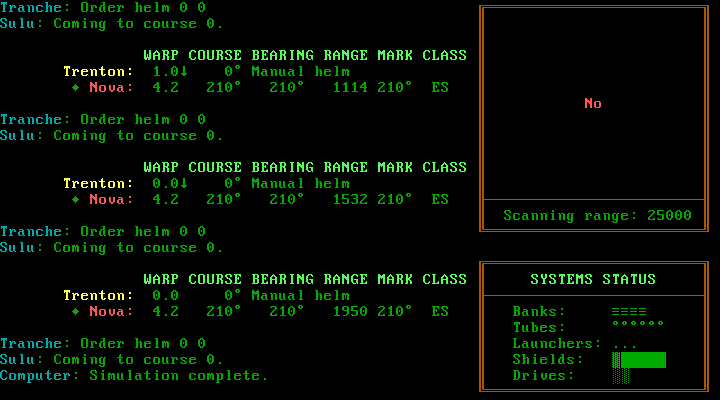 Tranche: Order helm 0 0
Sulu: Coming to course 0.
WARP COURSE BEARING RANGE MARK CLASS
Trenton: 1.0↓ 0° Manual helm
◆ Nova: 4.2 210° 210° 1114 210° ES
Tranche: Order helm 0 0
Sulu: Coming to course 0.
WARP COURSE BEARING RANGE MARK CLASS
Trenton: 0.0↓ 0° Manual helm
◆ Nova: 4.2 210° 210° 1532 210° ES
Tranche: Order helm 0 0
Sulu: Coming to course 0.
WARP COURSE BEARING RANGE MARK CLASS
Trenton: 0.0 0° Manual helm
◆ Nova: 4.2 210° 210° 1950 210° ES
Tranche: Order helm 0 0
Sulu: Coming to course 0.
Computer: Simulation complete.
No
Scanning range: 25000
SYSTEMS STATUS
Banks: ≡≡≡≡
Tubes: °°°°°°
Launchers: ...
Shields:
Drives: